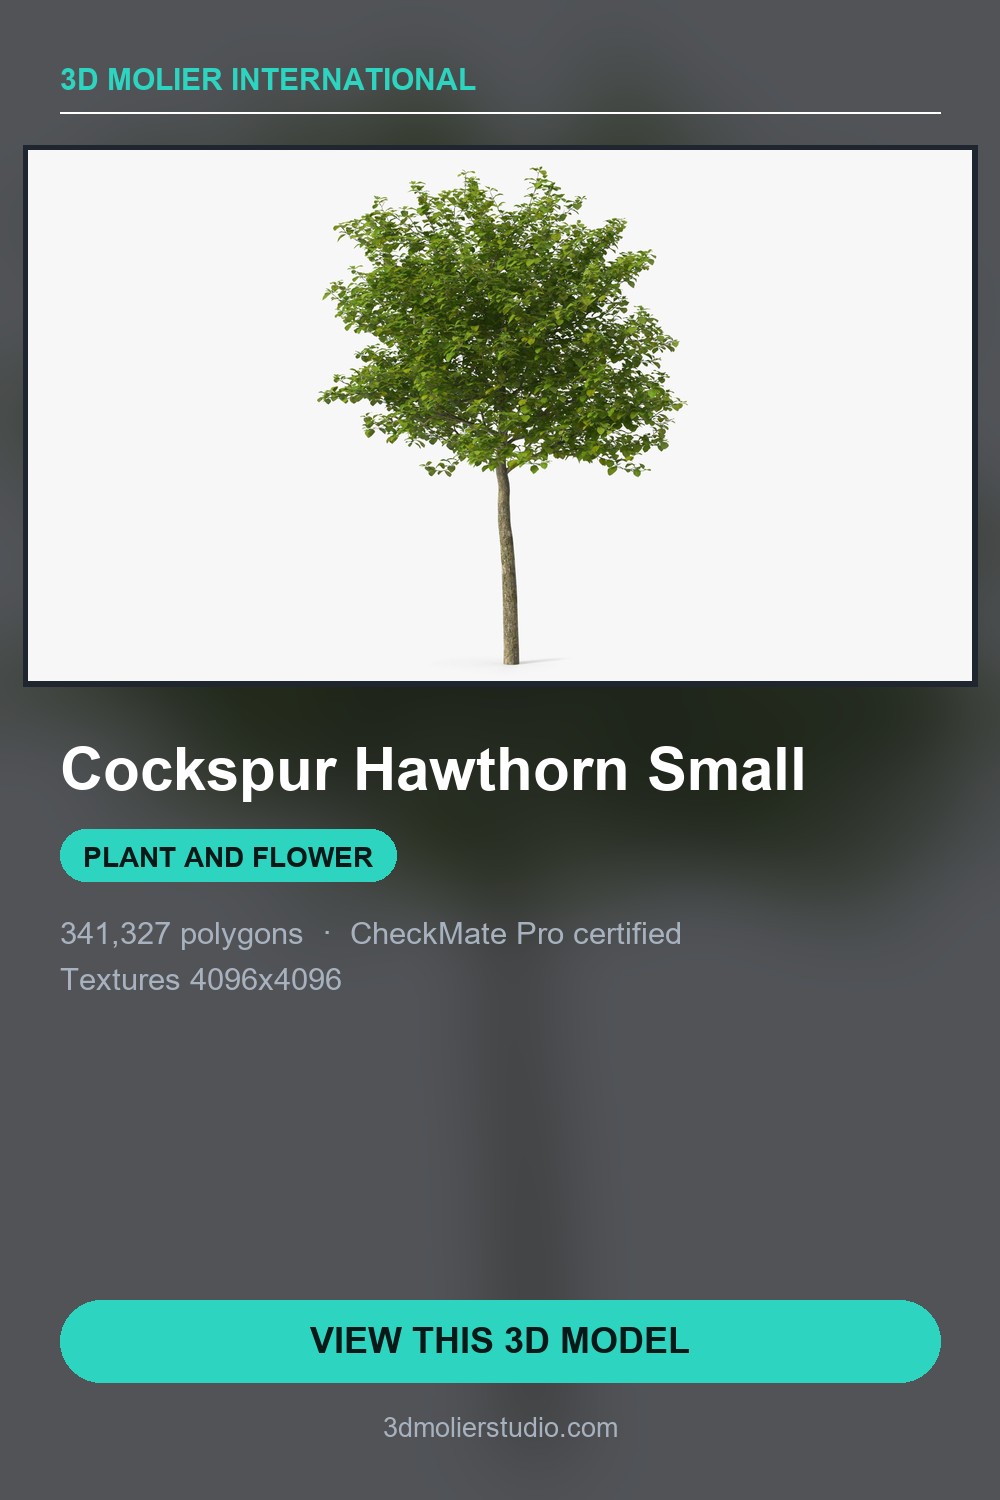 3D MOLIER INTERNATIONAL
Cockspur Hawthorn Small
PLANT AND FLOWER
341,327 polygons · CheckMate Pro certified
Textures 4096x4096
VIEW THIS 3D MODEL
3dmolierstudio.com